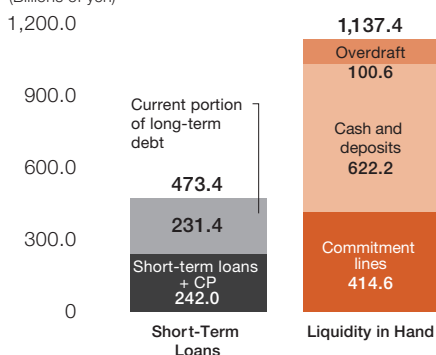 (Billions of yen)
1,200.0
900.0
600.0
300.0
0
Current portion
of long-term
debt
473.4
231.4
Short-term loans
+ CP
242.0
Short-Term
Loans
1,137.4
Overdraft
100.6
Cash and
deposits
622.2
Commitment
lines
414.6
Liquidity in Hand